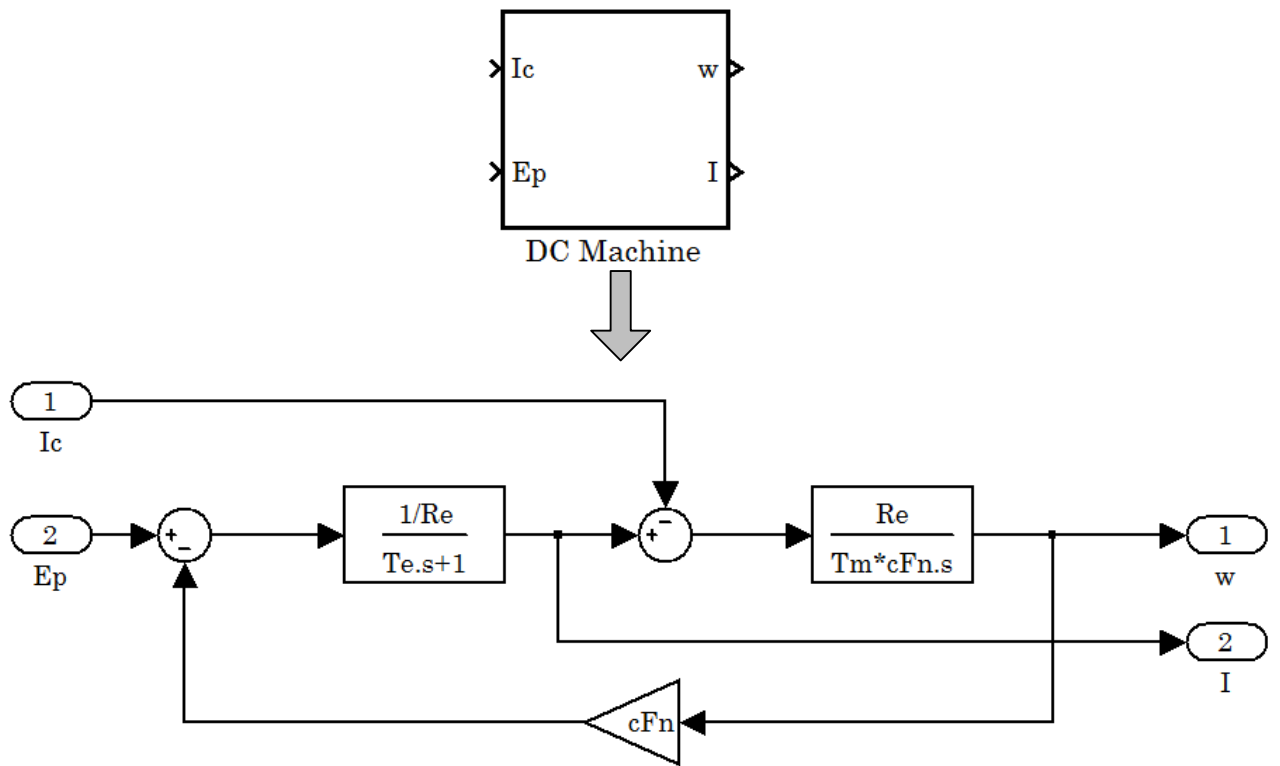 Ic w
Ep I
DC Machine
1
Ic
2
Ep
+
-
1/Re
Te.s+1
-
+
Re
Tm*cFn.s
1
w
2
I
cFn